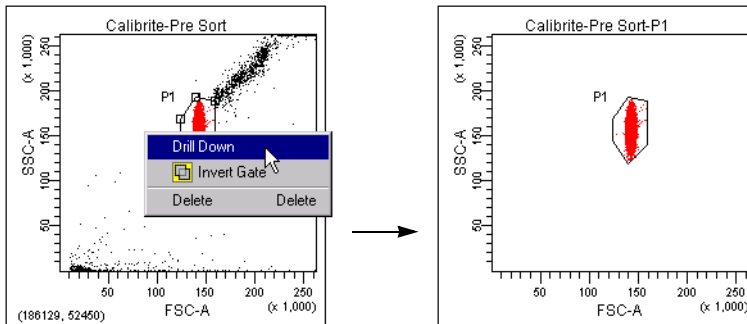 Calibrite-Pre Sort
(x 1,000)
SSC-A
250
200
150
100
50
P1
Drill Down
Invert Gate
Delete Delete
50 100 150 200 250
FSC-A
(x 1,000)
(186129, 52450)
Calibrite-Pre Sort-P1
(x 1,000)
SSC-A
250
200
150
100
50
P1
50 100 150 200 250
FSC-A
(x 1,000)